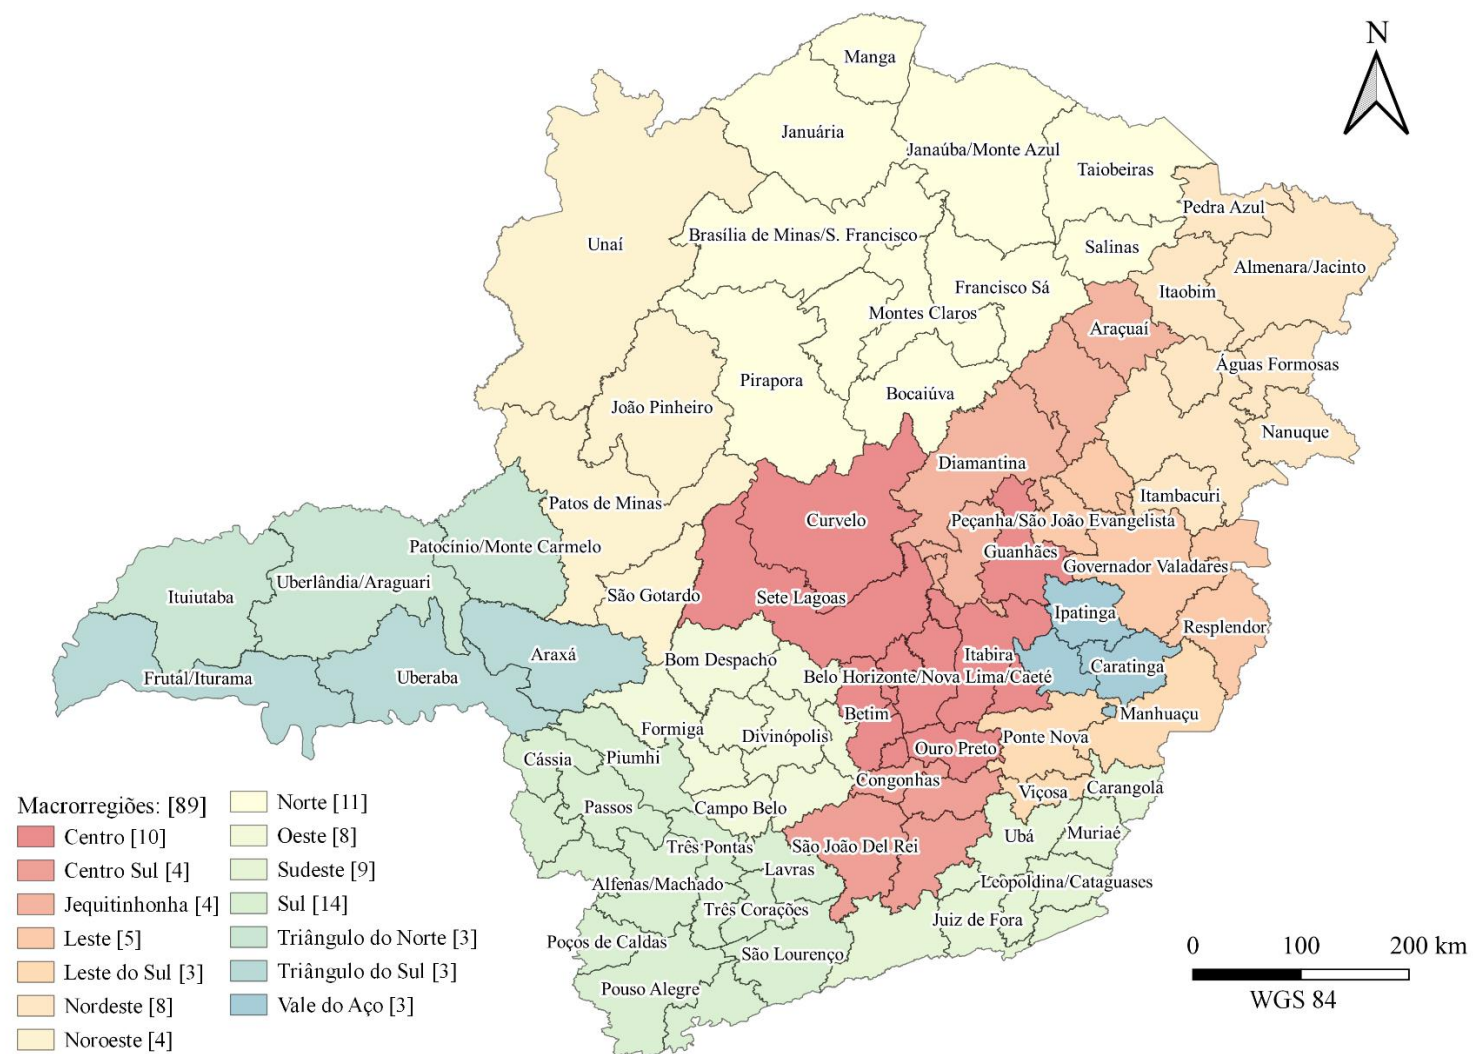 N
Manga
Januária
Janaúba/Monte Azul
Taiobeiras
Pedra Azul
Unaí
Brasília de Minas/S. Francisco
Salinas
Almenara/Jacinto
Itaobim
Francisco Sá
Montes Claros
Araçuaí
Águas Formosas
Pirapora
Bocaiúva
João Pinheiro
Nanuque
Diamantina
Patos de Minas
Itambacuri
Curvelo
Peçanha/São João Evangelista
Patocínio/Monte Carmelo
Guanhães
Governador Valadares
Uberlândia/Araguari
Ituiutaba
São Gotardo
Sete Lagoas
Ipatinga
Resplendor
Araxá
Bom Despacho
Itabira
Caratinga
Frutál/Iturama
Uberaba
Belo Horizonte/Nova Lima/Caeté
Betim
Manhuaçu
Formiga
Divinópolis
Ponte Nova
Ouro Preto
Cássia
Piumhi
Congonhas
Carangola
Viçosa
Passos
Campo Belo
Ubá
Muriaé
Três Pontas
São João Del Rei
Lavras
Alfenas/Machado
Leopoldina/Cataguases
Três Corações
Juiz de Fora
Poços de Caldas
São Lourenço
Pouso Alegre
Macrorregiões: [89]
Centro [10]
Centro Sul [4]
Jequitinhonha [4]
Leste [5]
Leste do Sul [3]
Nordeste [8]
Noroeste [4]
Norte [11]
Oeste [8]
Sudeste [9]
Sul [14]
Triângulo do Norte [3]
Triângulo do Sul [3]
Vale do Aço [3]
0 100 200 km
WGS 84